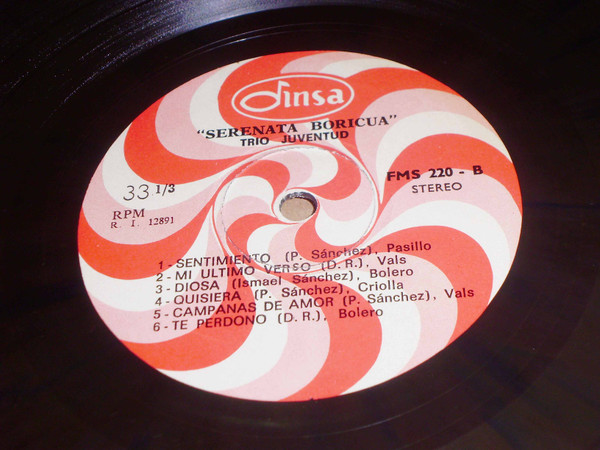 Dinsa
"SERENATA BORICUA"
TRIO JUVENTUD
FMS 220 - B
STEREO
33 1/3
RPM
R. I. 12891
1 - SENTIMIENTO (P. Sánchez), Pasillo
2 - MI ULTIMO VERSO (D. R.), Vals
3 - DIOSA (Ismael Sánchez), Bolero
4 - QUISIERA (P. Sánchez), Criolla
5 - CAMPANAS DE AMOR (P. Sánchez), Vals
6 - TE PERDONO (D. R.), Bolero